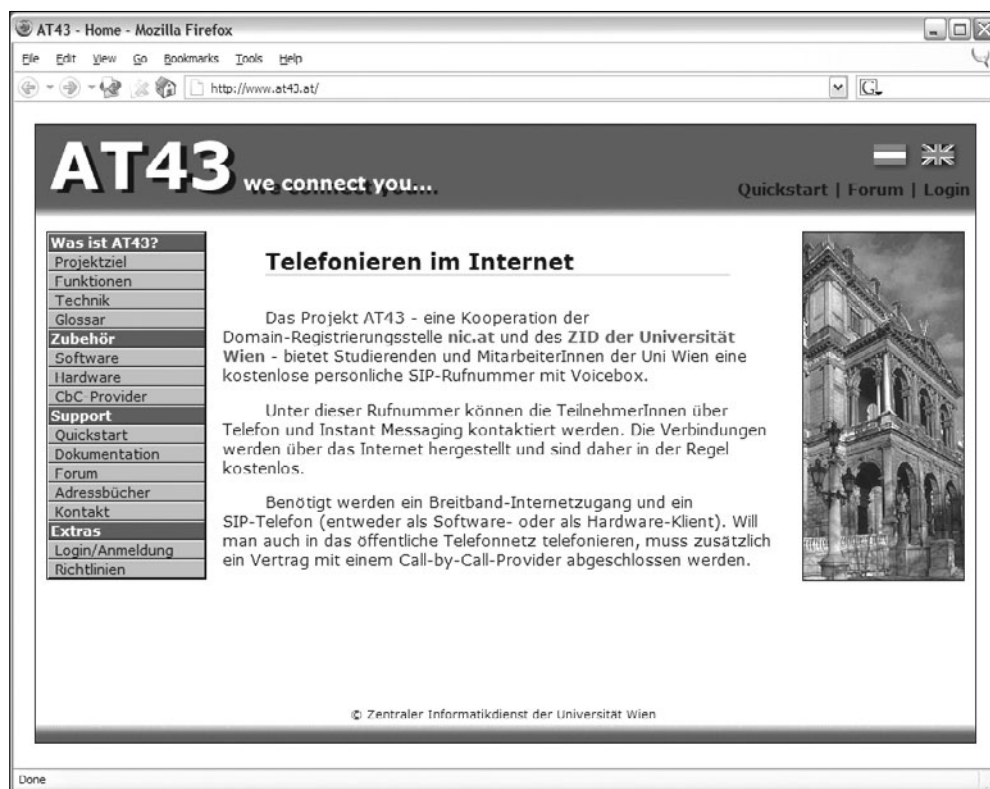 AT43 - Home - Mozilla Firefox
File Edit View Go Bookmarks Tools Help
http://www.at43.at/
G
AT43 we connect you...
Quickstart | Forum | Login
Was ist AT43?
Projektziel
Funktionen
Technik
Glossar
Zubehör
Software
Hardware
CbC-Provider
Support
Quickstart
Dokumentation
Forum
Adressbücher
Kontakt
Extras
Login/Anmeldung
Richtlinien
Telefonieren im Internet
Das Projekt AT43 - eine Kooperation der
Domain-Registrierungsstelle nic.at und des ZID der Universität
Wien - bietet Studierenden und MitarbeiterInnen der Uni Wien eine
kostenlose personliche SIP-Rufnummer mit Voicebox.
Unter dieser Rufnummer können die TeilnehmerInnen über
Telefon und Instant Messaging kontaktiert werden. Die Verbindungen
werden über das Internet hergestellt und sind daher in der Regel
kostenlos.
Benötigt werden ein Breitband-Internetzugang und ein
SIP-Telefon (entweder als Software- oder als Hardware-Klient). Will
man auch in das öffentliche Telefonnetz telefonieren, muss zusätzlich
ein Vertrag mit einem Call-by-Call-Provider abgeschlossen werden.
© Zentraler Informatikdienst der Universität Wien
Done